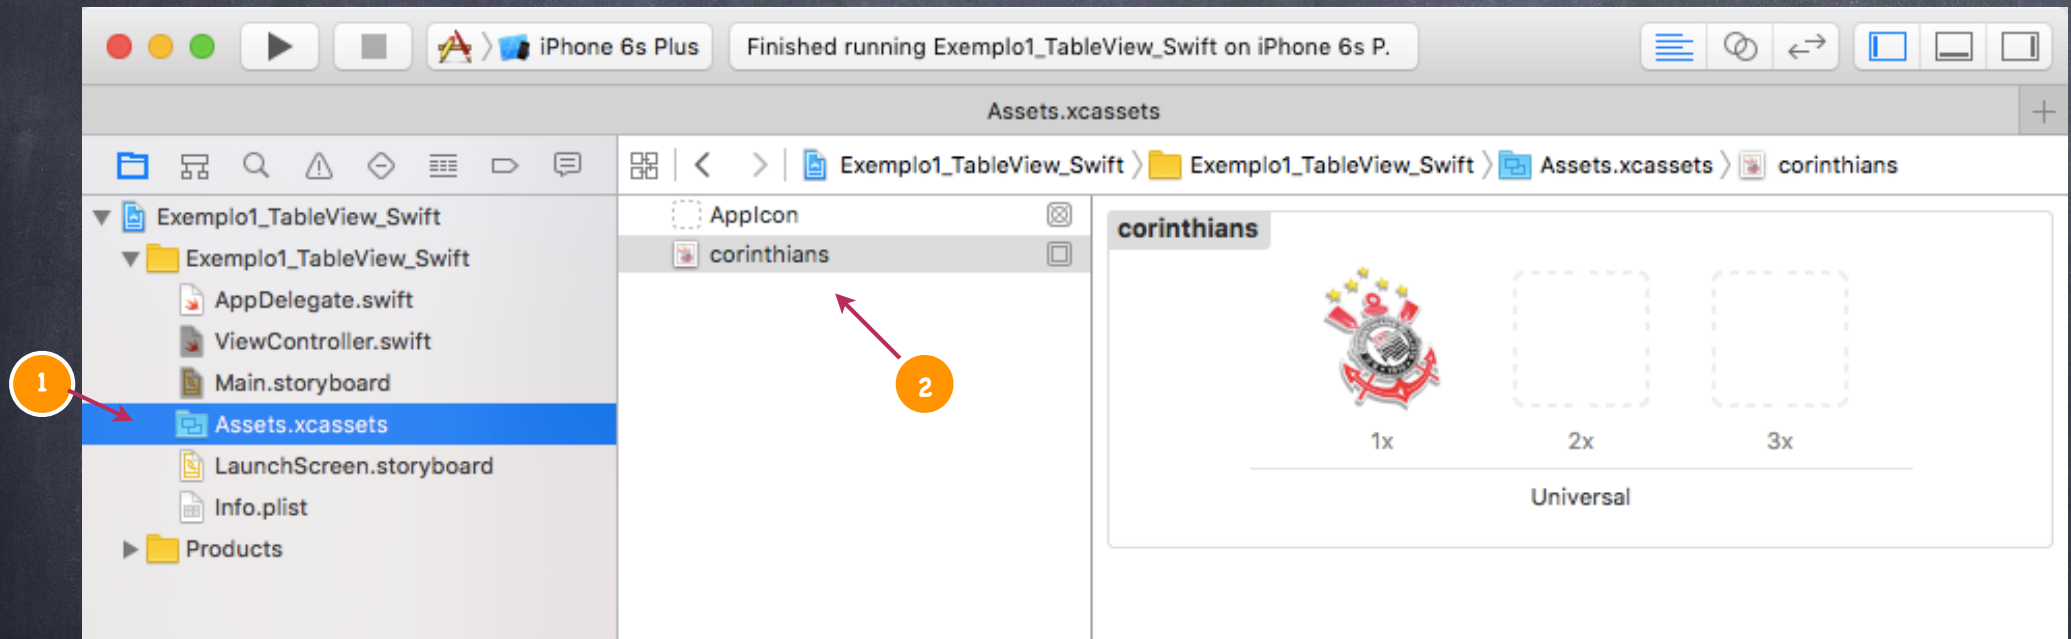 iPhone 6s Plus
Finished running Exemplo1_TableView_Swift on iPhone 6s P.
Assets.xcassets
Exemplo1_TableView_Swift Exemplo1_TableView_Swift Assets.xcassets corinthians
Exemplo1_TableView_Swift
Exemplo1_TableView_Swift
AppDelegate.swift
ViewController.swift
Main.storyboard
1
Assets.xcassets
LaunchScreen.storyboard
Info.plist
Products
AppIcon
corinthians
2
corinthians
1x 2x 3x
Universal